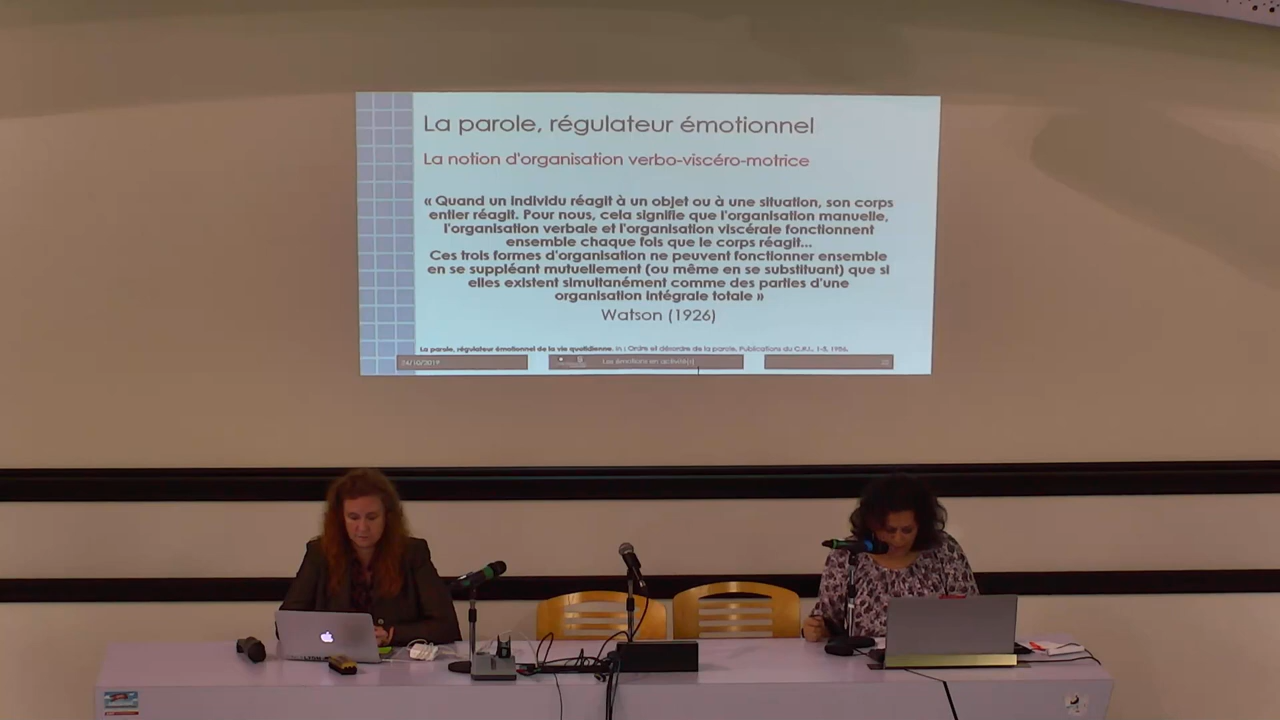 La parole, régulateur émotionnel
La notion d'organisation verbo-viscéro-motrice
« Quand un individu réagit à un objet ou à une situation, son corps
entier réagit. Pour nous, cela signifie que l'organisation manuelle,
l'organisation verbale et l'organisation viscérale fonctionnent
ensemble chaque fois que le corps réagit...
Ces trois formes d'organisation ne peuvent fonctionner ensemble
en se suppléant mutuellement (ou même en se substituant) que si
elles existent simultanément comme des parties d'une
organisation intégrale totale »
Watson (1926)
La parole, régulateur émotionnel de la vie quotidienne. In : Ordre et désordre de la parole, Publications du C.R.I., 1-5, 1986.
Les émotions en activité(s)